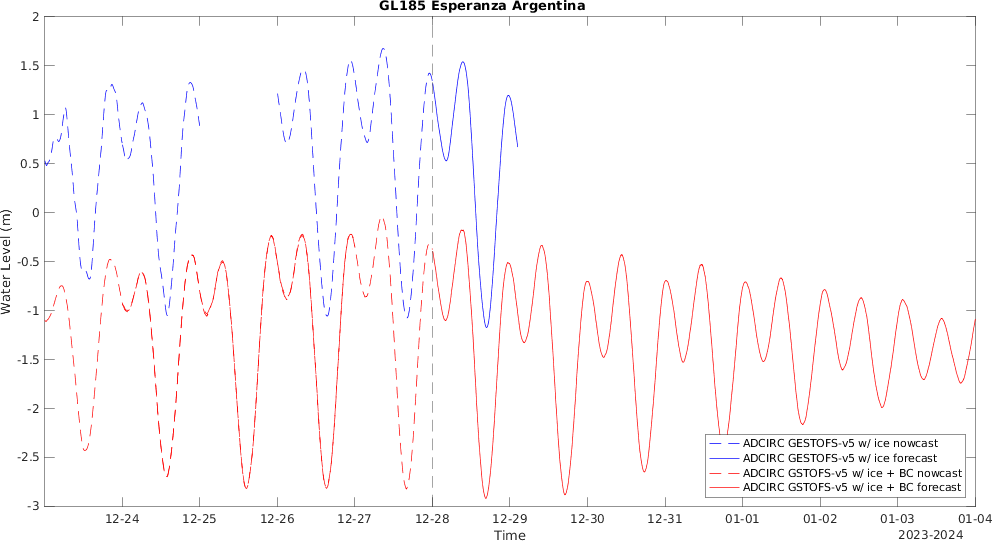 GL185 Esperanza Argentina
2
1.5
1
0.5
0
-0.5
-1
-1.5
-2
-2.5
-3
Water Level (m)
ADCIRC GESTOFS-v5 w/ ice nowcast
ADCIRC GESTOFS-v5 w/ ice forecast
ADCIRC GSTOFS-v5 w/ ice + BC nowcast
ADCIRC GSTOFS-v5 w/ ice + BC forecast
12-24 12-25 12-26 12-27 12-28 12-29 12-30 12-31 01-01 01-02 01-03 01-04
Time
2023-2024